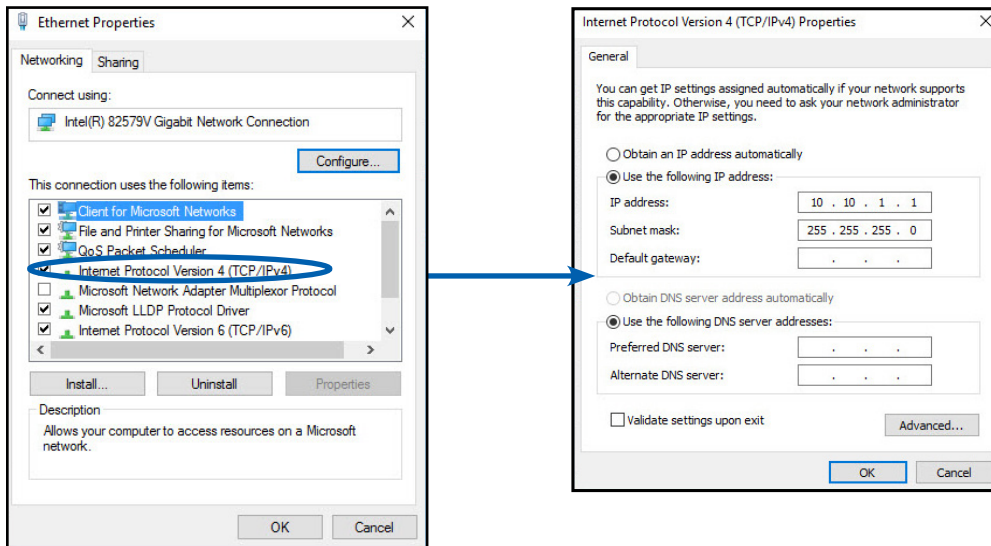 Ethernet Properties
Networking
Sharing
Connect using:
Intel(R) 82579V Gigabit Network Connection
Configure...
This connection uses the following items:
Client for Microsoft Networks
File and Printer Sharing for Microsoft Networks
QoS Packet Scheduler
Internet Protocol Version 4 (TCP/IPv4)
Microsoft Network Adapter Multiplexor Protocol
Microsoft LLDP Protocol Driver
Internet Protocol Version 6 (TCP/IPv6)
Install...
Uninstall
Properties
Description
Allows your computer to access resources on a Microsoft
network.
OK
Cancel
Internet Protocol Version 4 (TCP/IPv4) Properties
General
You can get IP settings assigned automatically if your network supports
this capability. Otherwise, you need to ask your network administrator
for the appropriate IP settings.
Obtain an IP address automatically
Use the following IP address:
IP address: 10 . 10 . 1 . 1
Subnet mask: 255 . 255 . 255 . 0
Default gateway: . . .
Obtain DNS server address automatically
Use the following DNS server addresses:
Preferred DNS server: . . .
Alternate DNS server: . . .
Validate settings upon exit
Advanced...
OK
Cancel